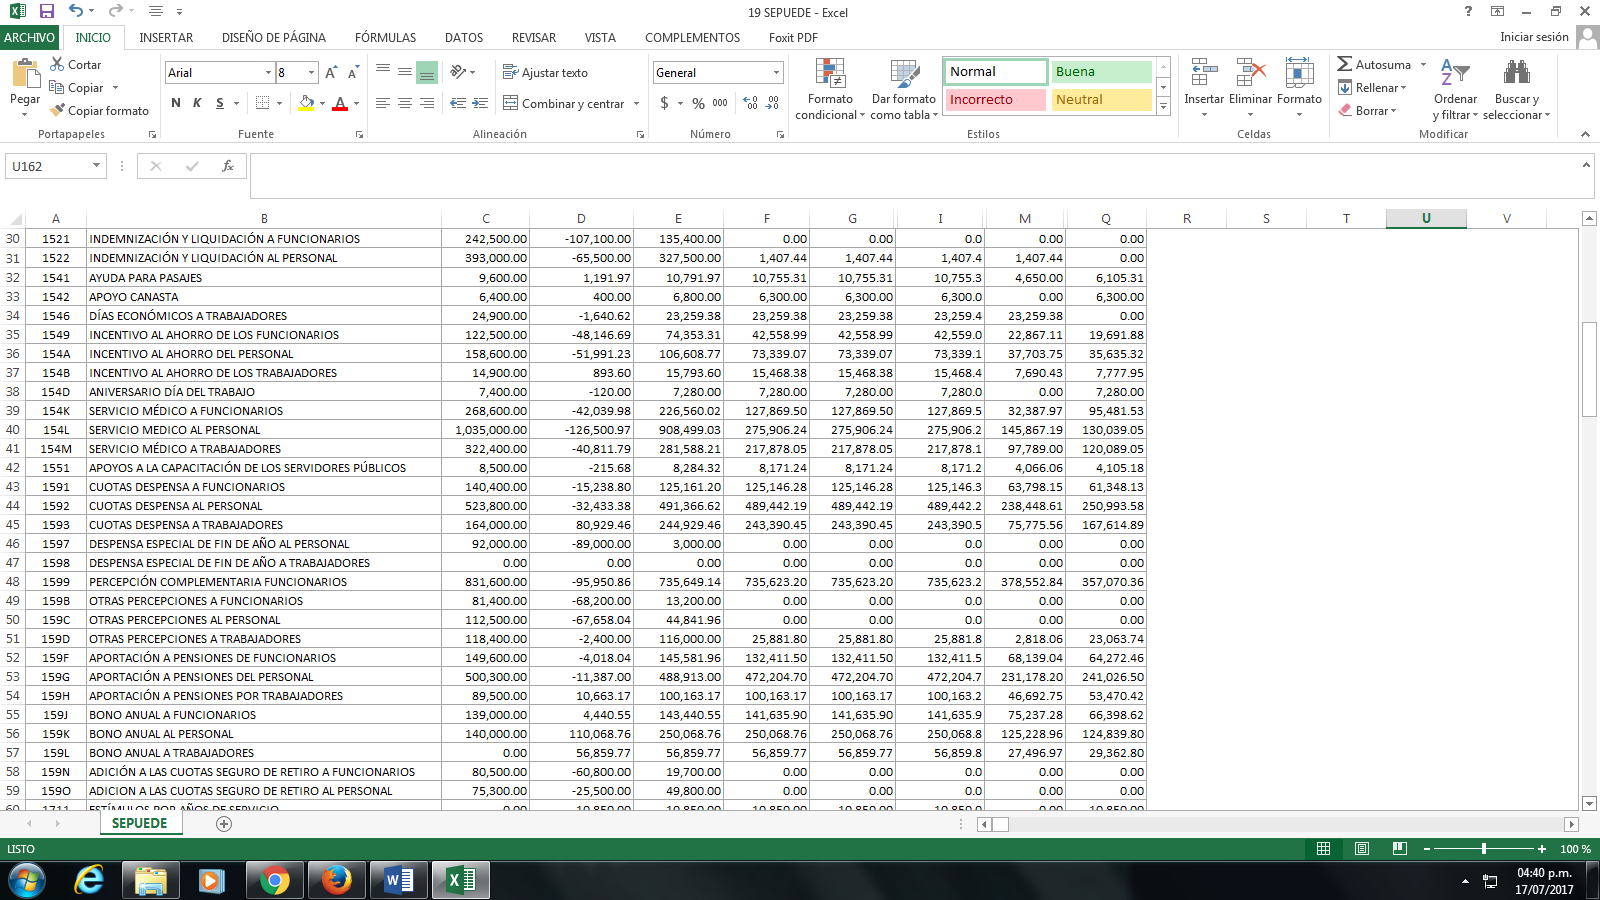 19 SEPUEDE - Excel
ARCHIVO INICIO INSERTAR DISEÑO DE PÁGINA FÓRMULAS DATOS REVISAR VISTA COMPLEMENTOS Foxit PDF Iniciar sesión
Pegar
Cortar
Copiar
Copiar formato
Portapapeles
Arial 8
N K S
Fuente
Ajustar texto
Combinar y centrar
Alineación
General
$ % 000
Número
Formato condicional
Dar formato como tabla
Normal Buena
Incorrecto Neutral
Estilos
Insertar Eliminar Formato
Celdas
Autosuma
Rellenar
Borrar
Ordenar y filtrar
Buscar y seleccionar
Modificar
U162 fx
A B C D E F G I M Q R S T U V
30 1521 INDEMNIZACIÓN Y LIQUIDACIÓN A FUNCIONARIOS 242,500.00 -107,100.00 135,400.00 0.00 0.00 0.0 0.00 0.00
31 1522 INDEMNIZACIÓN Y LIQUIDACIÓN AL PERSONAL 393,000.00 -65,500.00 327,500.00 1,407.44 1,407.44 1,407.4 1,407.44 0.00
32 1541 AYUDA PARA PASAJES 9,600.00 1,191.97 10,791.97 10,755.31 10,755.31 10,755.3 4,650.00 6,105.31
33 1542 APOYO CANASTA 6,400.00 400.00 6,800.00 6,300.00 6,300.00 6,300.0 0.00 6,300.00
34 1546 DÍAS ECONÓMICOS A TRABAJADORES 24,900.00 -1,640.62 23,259.38 23,259.38 23,259.38 23,259.4 23,259.38 0.00
35 1549 INCENTIVO AL AHORRO DE LOS FUNCIONARIOS 122,500.00 -48,146.69 74,353.31 42,558.99 42,558.99 42,559.0 22,867.11 19,691.88
36 154A INCENTIVO AL AHORRO DEL PERSONAL 158,600.00 -51,991.23 106,608.77 73,339.07 73,339.07 73,339.1 37,703.75 35,635.32
37 154B INCENTIVO AL AHORRO DE LOS TRABAJADORES 14,900.00 893.60 15,793.60 15,468.38 15,468.38 15,468.4 7,690.43 7,777.95
38 154D ANIVERSARIO DÍA DEL TRABAJO 7,400.00 -120.00 7,280.00 7,280.00 7,280.00 7,280.0 0.00 7,280.00
39 154K SERVICIO MÉDICO A FUNCIONARIOS 268,600.00 -42,039.98 226,560.02 127,869.50 127,869.50 127,869.5 32,387.97 95,481.53
40 154L SERVICIO MEDICO AL PERSONAL 1,035,000.00 -126,500.97 908,499.03 275,906.24 275,906.24 275,906.2 145,867.19 130,039.05
41 154M SERVICIO MÉDICO A TRABAJADORES 322,400.00 -40,811.79 281,588.21 217,878.05 217,878.05 217,878.1 97,789.00 120,089.05
42 1551 APOYOS A LA CAPACITACIÓN DE LOS SERVIDORES PÚBLICOS 8,500.00 -215.68 8,284.32 8,171.24 8,171.24 8,171.2 4,066.06 4,105.18
43 1591 CUOTAS DESPENSA A FUNCIONARIOS 140,400.00 -15,238.80 125,161.20 125,146.28 125,146.28 125,146.3 63,798.15 61,348.13
44 1592 CUOTAS DESPENSA AL PERSONAL 523,800.00 -32,433.38 491,366.62 489,442.19 489,442.19 489,442.2 238,448.61 250,993.58
45 1593 CUOTAS DESPENSA A TRABAJADORES 164,000.00 80,929.46 244,929.46 243,390.45 243,390.45 243,390.5 75,775.56 167,614.89
46 1597 DESPENSA ESPECIAL DE FIN DE AÑO AL PERSONAL 92,000.00 -89,000.00 3,000.00 0.00 0.00 0.0 0.00 0.00
47 1598 DESPENSA ESPECIAL DE FIN DE AÑO A TRABAJADORES 0.00 0.00 0.00 0.00 0.00 0.0 0.00 0.00
48 1599 PERCEPCIÓN COMPLEMENTARIA FUNCIONARIOS 831,600.00 -95,950.86 735,649.14 735,623.20 735,623.20 735,623.2 378,552.84 357,070.36
49 159B OTRAS PERCEPCIONES A FUNCIONARIOS 81,400.00 -68,200.00 13,200.00 0.00 0.00 0.0 0.00 0.00
50 159C OTRAS PERCEPCIONES AL PERSONAL 112,500.00 -67,658.04 44,841.96 0.00 0.00 0.0 0.00 0.00
51 159D OTRAS PERCEPCIONES A TRABAJADORES 118,400.00 -2,400.00 116,000.00 25,881.80 25,881.80 25,881.8 2,818.06 23,063.74
52 159F APORTACIÓN A PENSIONES DE FUNCIONARIOS 149,600.00 -4,018.04 145,581.96 132,411.50 132,411.50 132,411.5 68,139.04 64,272.46
53 159G APORTACIÓN A PENSIONES DEL PERSONAL 500,300.00 -11,387.00 488,913.00 472,204.70 472,204.70 472,204.7 231,178.20 241,026.50
54 159H APORTACIÓN A PENSIONES POR TRABAJADORES 89,500.00 10,663.17 100,163.17 100,163.17 100,163.17 100,163.2 46,692.75 53,470.42
55 159J BONO ANUAL A FUNCIONARIOS 139,000.00 4,440.55 143,440.55 141,635.90 141,635.90 141,635.9 75,237.28 66,398.62
56 159K BONO ANUAL AL PERSONAL 140,000.00 110,068.76 250,068.76 250,068.76 250,068.76 250,068.8 125,228.96 124,839.80
57 159L BONO ANUAL A TRABAJADORES 0.00 56,859.77 56,859.77 56,859.77 56,859.77 56,859.8 27,496.97 29,362.80
58 159N ADICIÓN A LAS CUOTAS SEGURO DE RETIRO A FUNCIONARIOS 80,500.00 -60,800.00 19,700.00 0.00 0.00 0.0 0.00 0.00
59 159O ADICION A LAS CUOTAS SEGURO DE RETIRO AL PERSONAL 75,300.00 -25,500.00 49,800.00 0.00 0.00 0.0 0.00 0.00
60 1711 ESTÍMULOS POR AÑOS DE SERVICIO 0.00 10,850.00 10,850.00 10,850.00 10,850.00 10,850.0 0.00 10,850.00
SEPUEDE
LISTO 100 %
04:40 p.m.
17/07/2017